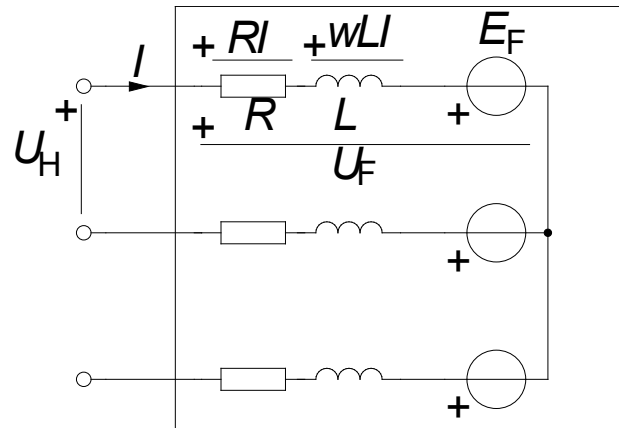 + RI + wLI E_F
I
+ + R L +
U_H U_F
+
+